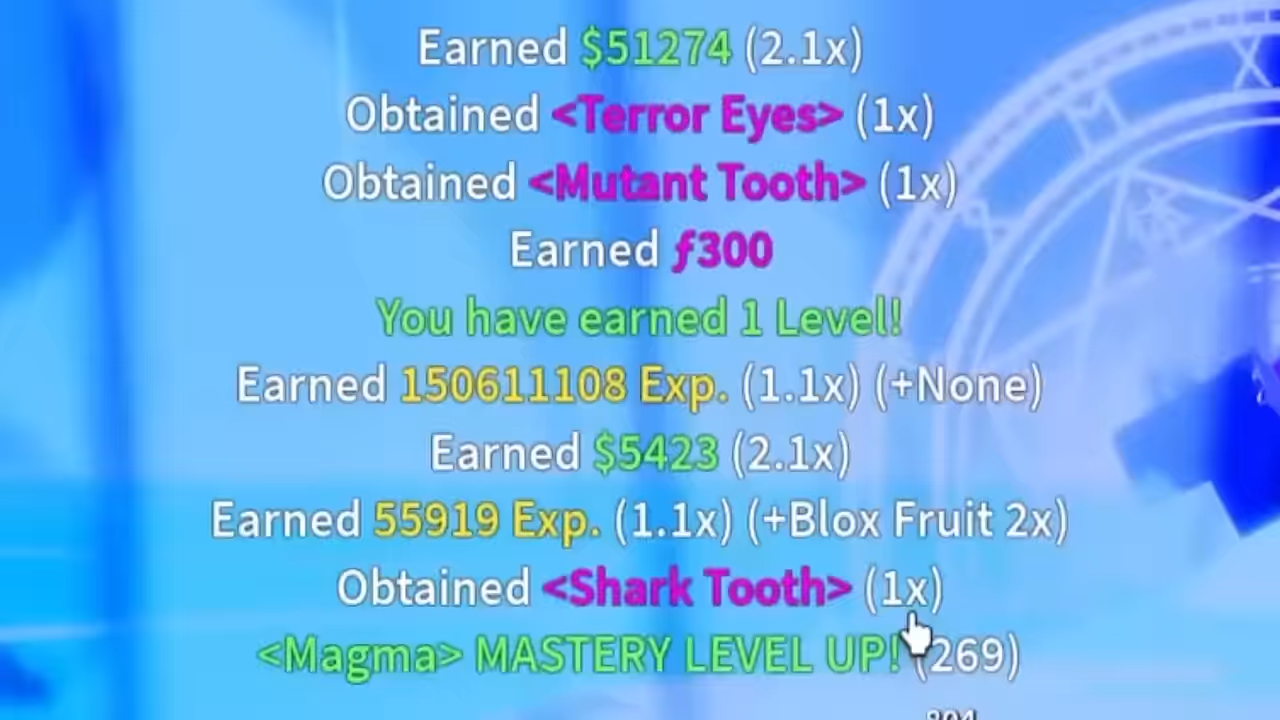 Earned $51274 (2.1x)
Obtained <Terror Eyes> (1x)
Obtained <Mutant Tooth> (1x)
Earned ƒ300
You have earned 1 Level!
Earned 150611108 Exp. (1.1x) (+None)
Earned $5423 (2.1x)
Earned 55919 Exp. (1.1x) (+Blox Fruit 2x)
Obtained <Shark Tooth> (1x)
<Magma> MASTERY LEVEL UP! (269)